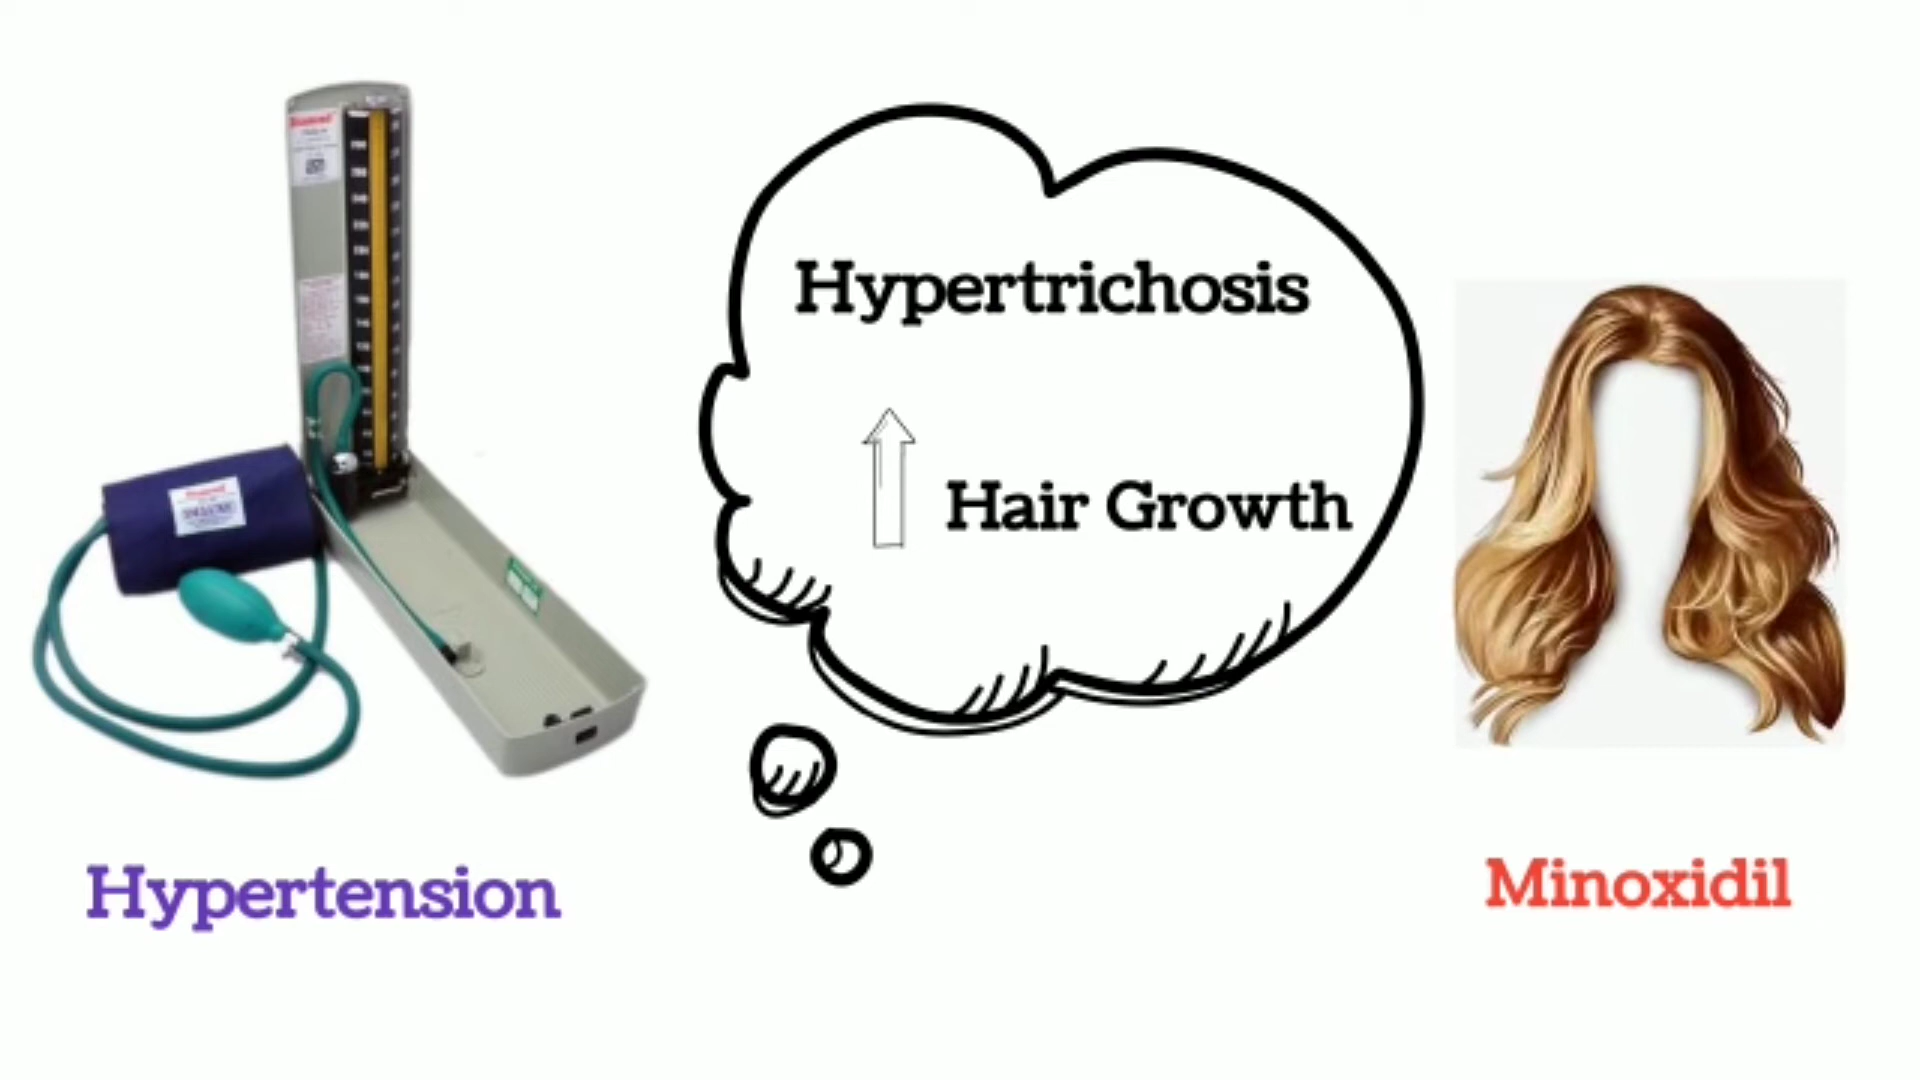 Hypertrichosis
Hair Growth
Hypertension
Minoxidil